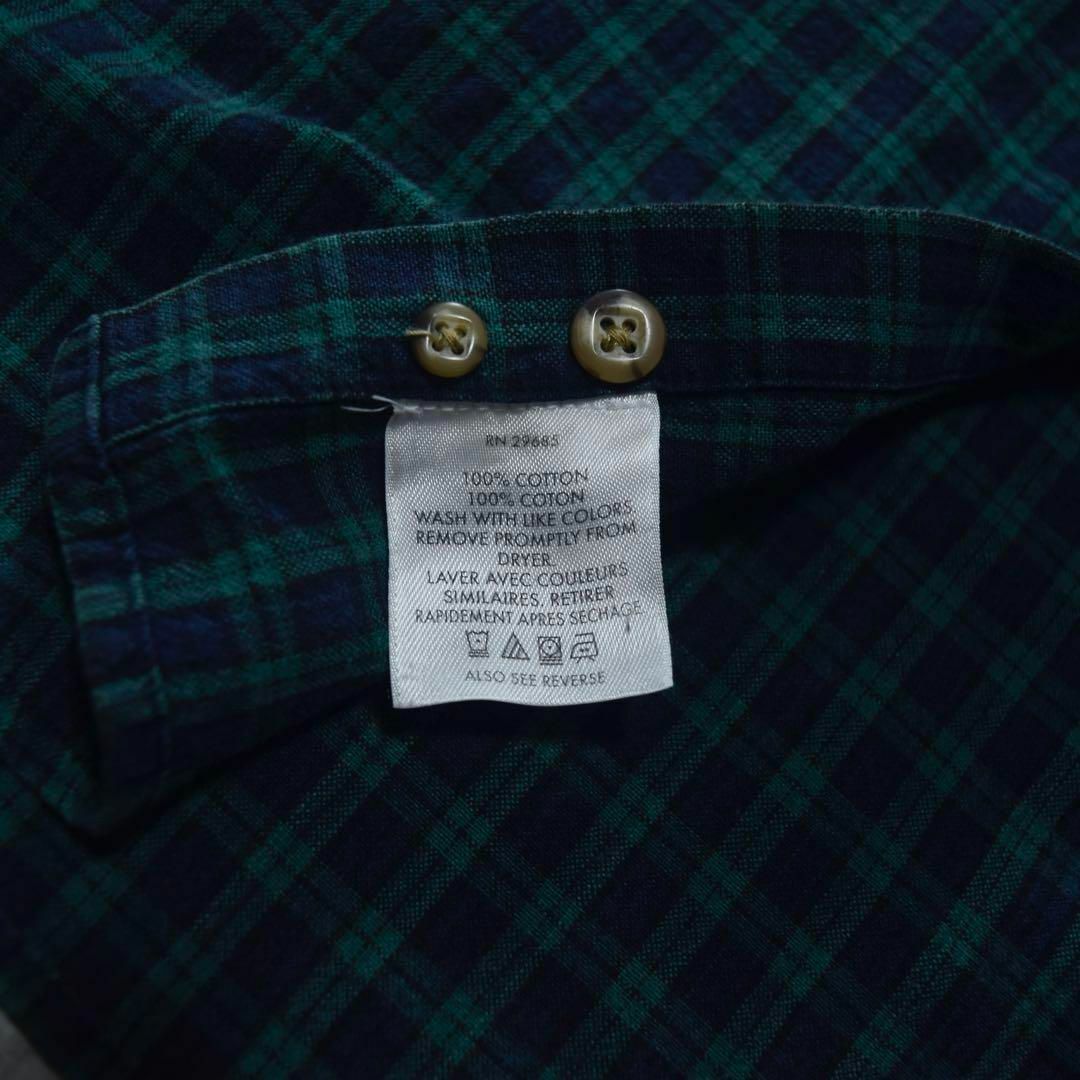 RN 29685
100% COTTON
100% COTON
WASH WITH LIKE COLORS
REMOVE PROMPTLY FROM
DRYER.
LAVER AVEC COULEURS
SIMILAIRES. RETIRER
RAPIDEMENT APRES SECHAGE
ALSO SEE REVERSE